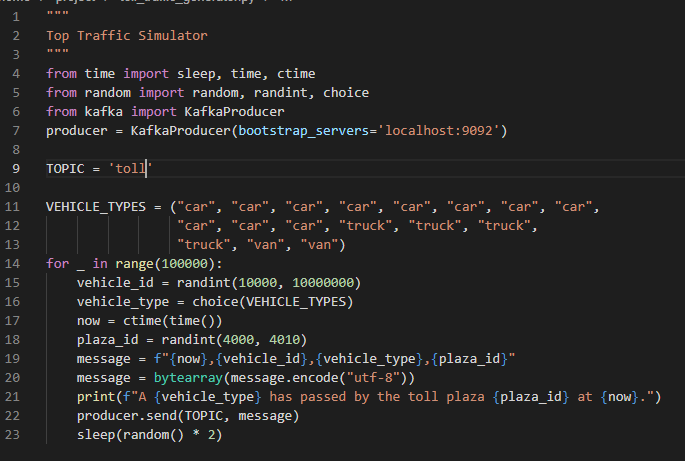 home > project > toll_traffic_generator.py > ...
1 """
2 Top Traffic Simulator
3 """
4 from time import sleep, time, ctime
5 from random import random, randint, choice
6 from kafka import KafkaProducer
7 producer = KafkaProducer(bootstrap_servers='localhost:9092')
8
9 TOPIC = 'toll'
10
11 VEHICLE_TYPES = ("car", "car", "car", "car", "car", "car", "car", "car",
12 "car", "car", "car", "truck", "truck", "truck",
13 "truck", "van", "van")
14 for _ in range(100000):
15 vehicle_id = randint(10000, 10000000)
16 vehicle_type = choice(VEHICLE_TYPES)
17 now = ctime(time())
18 plaza_id = randint(4000, 4010)
19 message = f"{now},{vehicle_id},{vehicle_type},{plaza_id}"
20 message = bytearray(message.encode("utf-8"))
21 print(f"A {vehicle_type} has passed by the toll plaza {plaza_id} at {now}.")
22 producer.send(TOPIC, message)
23 sleep(random() * 2)